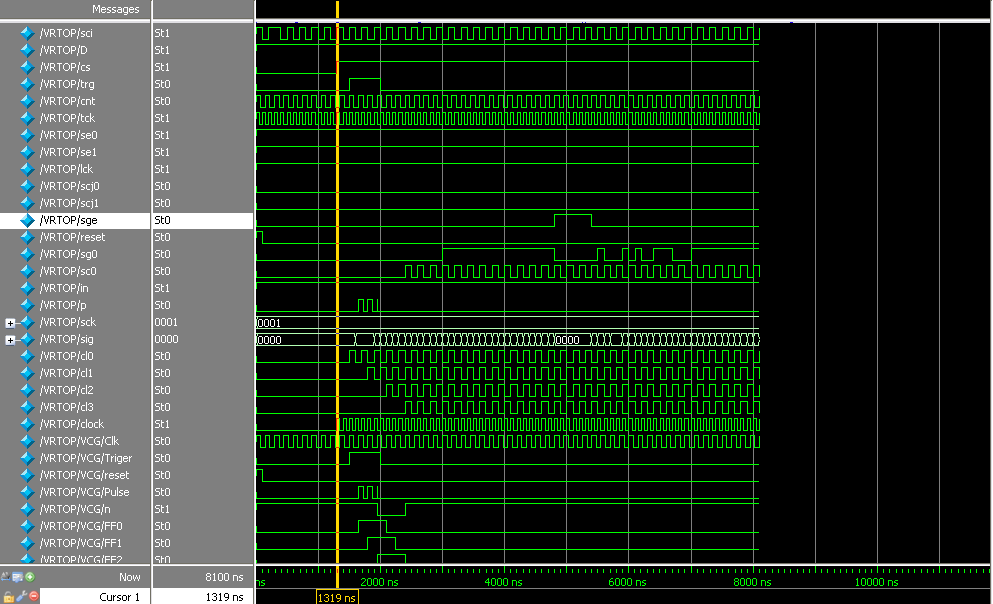 Messages
/VRTOP/sci St1
/VRTOP/D St1
/VRTOP/cs St1
/VRTOP/trg St0
/VRTOP/cnt St0
/VRTOP/tck St1
/VRTOP/se0 St1
/VRTOP/se1 St1
/VRTOP/lck St1
/VRTOP/scj0 St0
/VRTOP/scj1 St0
/VRTOP/sge St0
/VRTOP/reset St0
/VRTOP/sg0 St0
/VRTOP/sc0 St0
/VRTOP/in St1
/VRTOP/p St0
/VRTOP/sck 0001 0001
/VRTOP/sig 0000 0000 0000
/VRTOP/cl0 St0
/VRTOP/cl1 St0
/VRTOP/cl2 St0
/VRTOP/cl3 St0
/VRTOP/clock St1
/VRTOP/VCG/Clk St0
/VRTOP/VCG/Triger St0
/VRTOP/VCG/reset St0
/VRTOP/VCG/Pulse St0
/VRTOP/VCG/n St1
/VRTOP/VCG/FF0 St0
/VRTOP/VCG/FF1 St0
/VRTOP/VCG/FF2 St0
Now 8100 ns ns 2000 ns 4000 ns 6000 ns 8000 ns 10000 ns
Cursor 1 1319 ns 1319 ns